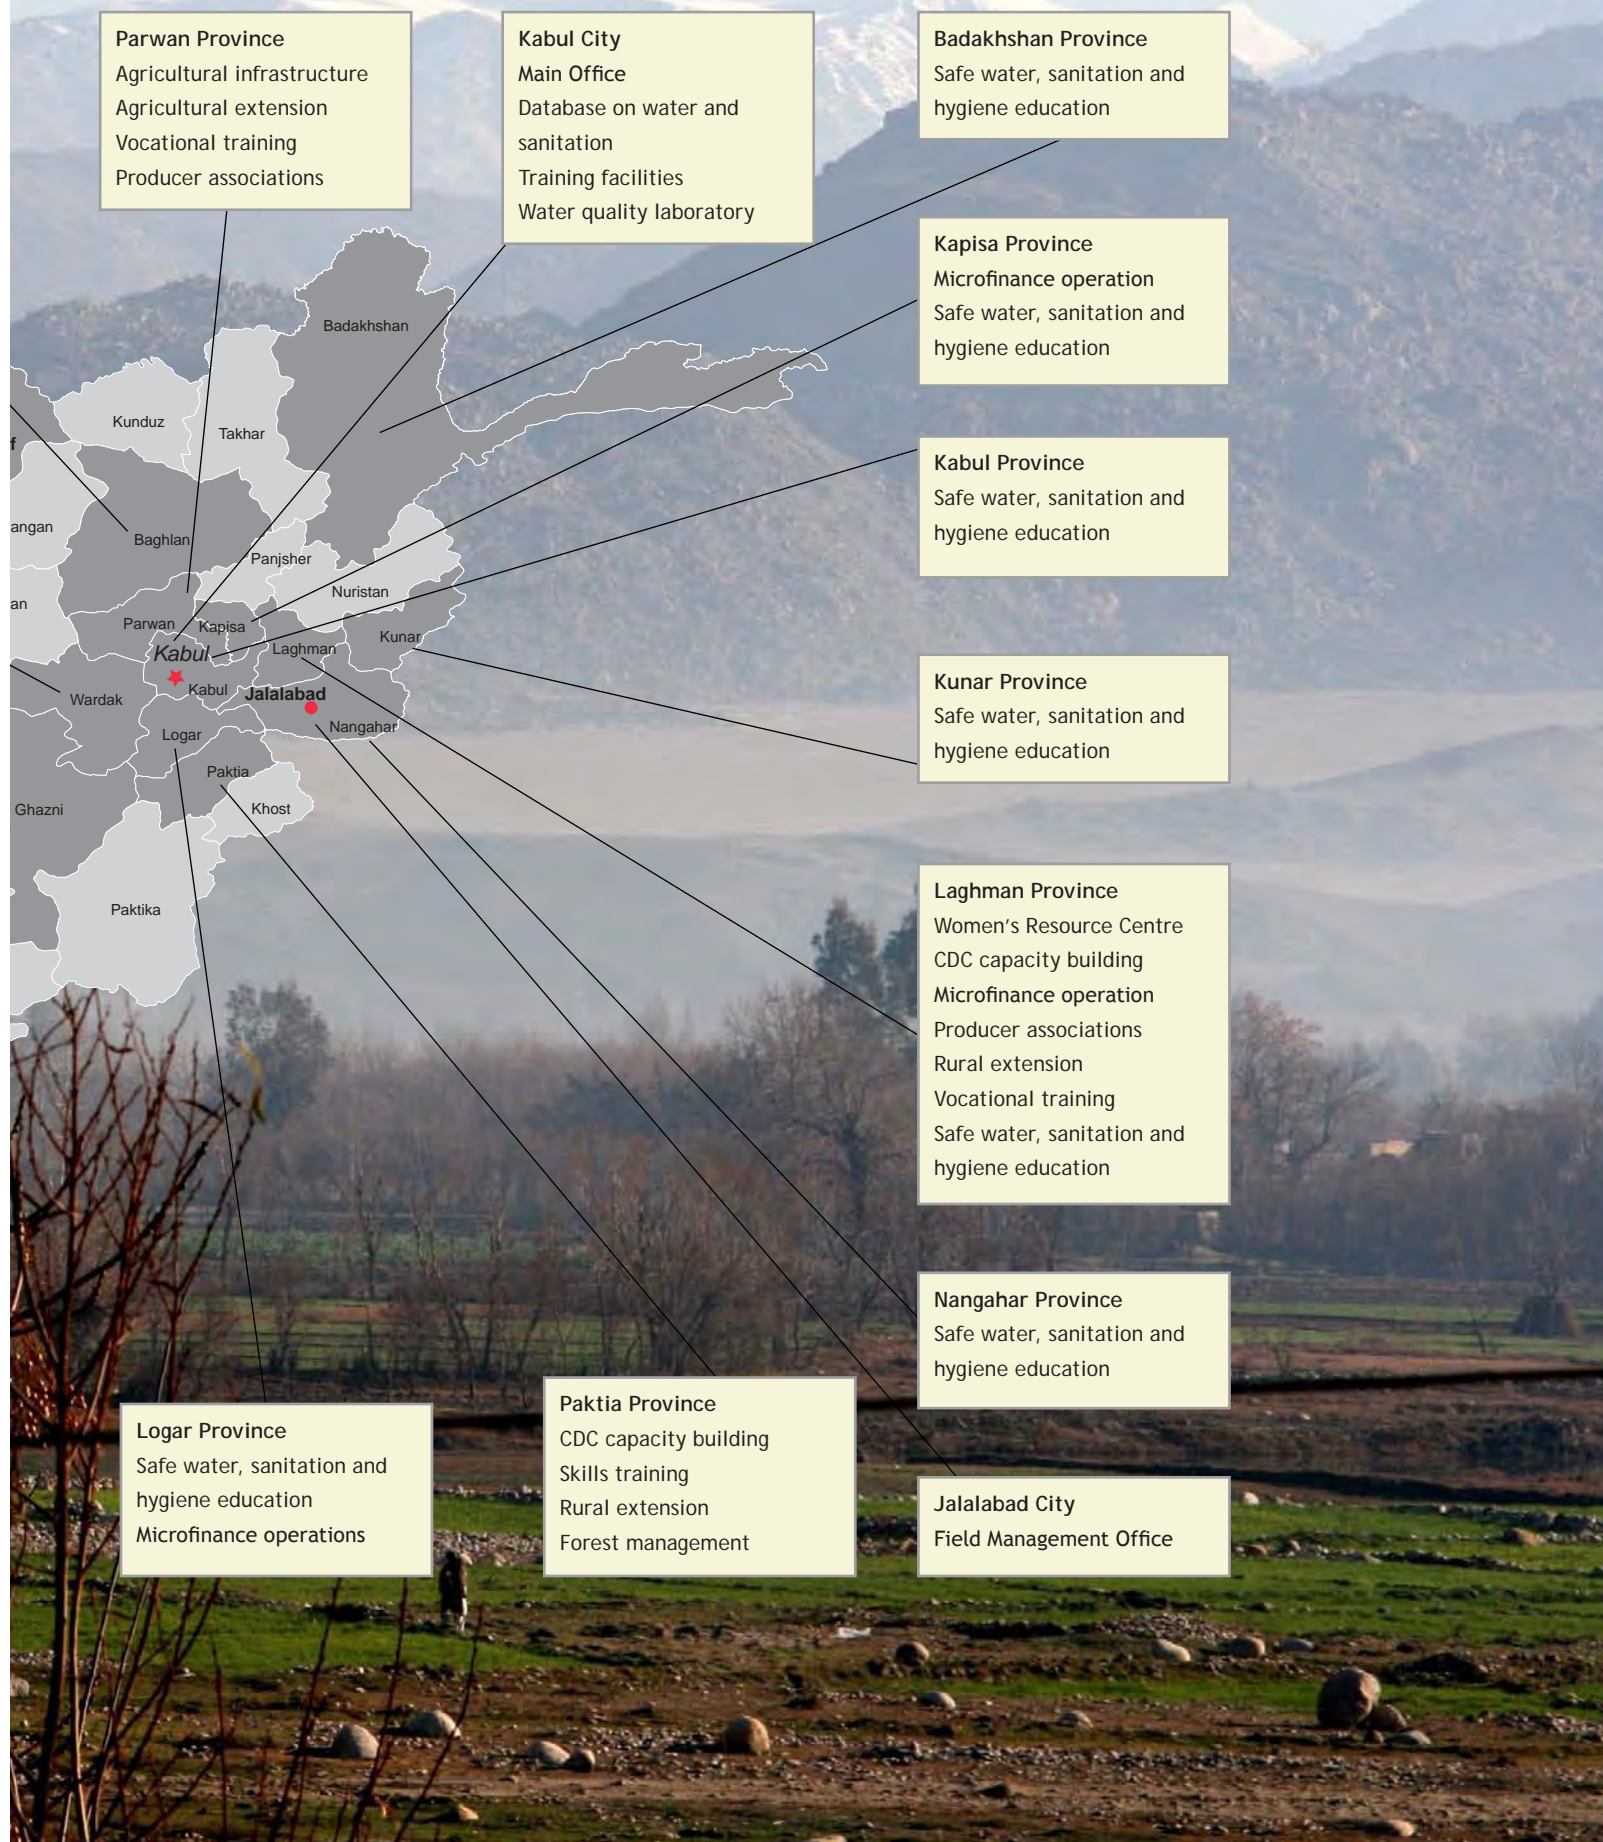 Parwan Province
Agricultural infrastructure
Agricultural extension
Vocational training
Producer associations
Kabul City
Main Office
Database on water and
sanitation
Training facilities
Water quality laboratory
Badakhshan Province
Safe water, sanitation and
hygiene education
Kapisa Province
Microfinance operation
Safe water, sanitation and
hygiene education
Kabul Province
Safe water, sanitation and
hygiene education
Kunar Province
Safe water, sanitation and
hygiene education
Laghman Province
Women's Resource Centre
CDC capacity building
Microfinance operation
Producer associations
Rural extension
Vocational training
Safe water, sanitation and
hygiene education
Nangahar Province
Safe water, sanitation and
hygiene education
Jalalabad City
Field Management Office
Paktia Province
CDC capacity building
Skills training
Rural extension
Forest management
Logar Province
Safe water, sanitation and
hygiene education
Microfinance operations
Badakhshan
Kunduz
Takhar
f
angan
Baghlan
Panjsher
an
Nuristan
Parwan
Kapisa
Kunar
Kabul
Laghman
Wardak
Kabul
Jalalabad
Nangahar
Logar
Paktia
Ghazni
Khost
Paktika